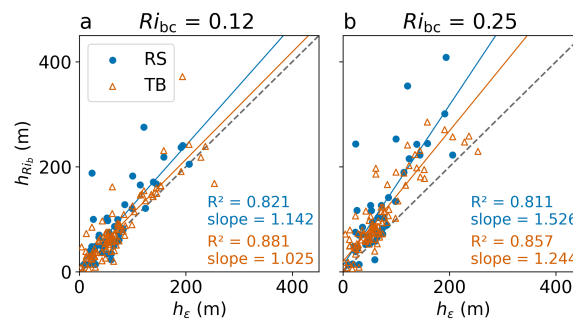 a Ri_bc = 0.12
b Ri_bc = 0.25
RS
TB
400
200
0
h_Ri_b (m)
R² = 0.821
slope = 1.142
R² = 0.881
slope = 1.025
R² = 0.811
slope = 1.526
R² = 0.857
slope = 1.244
0 200 400
0 200 400
h_ε (m)
h_ε (m)